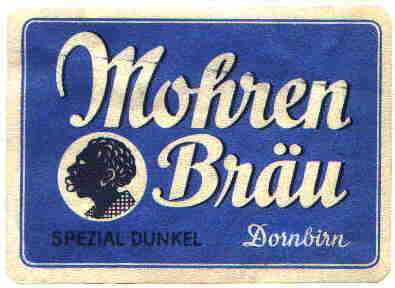 Mohren
Bräu
SPEZIAL DUNKEL Dornbirn